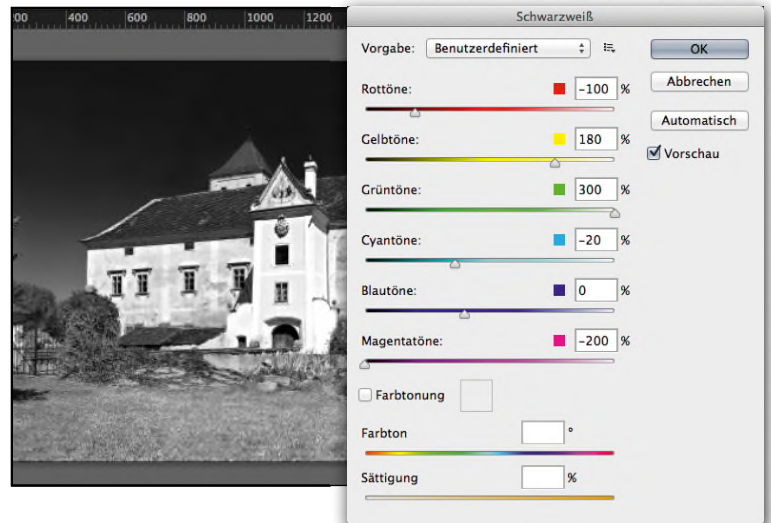 00 400 600 800 1000 1200
Schwarzweiß
Vorgabe: Benutzerdefiniert
OK
Rottöne: -100 %
Abbrechen
Automatisch
Gelbtöne: 180 %
Vorschau
Grüntöne: 300 %
Cyantöne: -20 %
Blautöne: 0 %
Magentatöne: -200 %
Farbtonung
Farbton °
Sättigung %